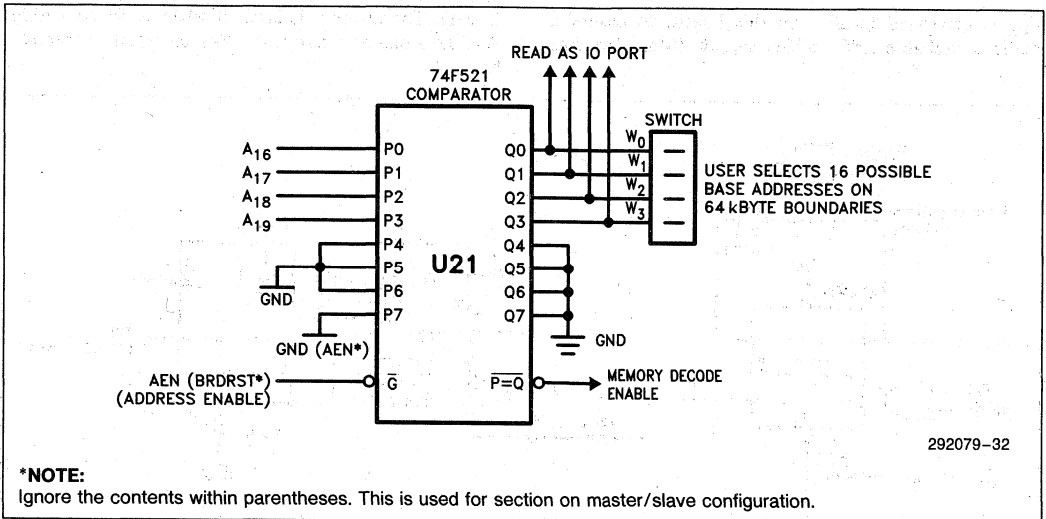 READ AS IO PORT
74F521
COMPARATOR
SWITCH
A16
A17
A18
A19
P0
P1
P2
P3
P4
P5
P6
P7
G
U21
Q0
Q1
Q2
Q3
Q4
Q5
Q6
Q7
P=Q
W0
W1
W2
W3
USER SELECTS 16 POSSIBLE
BASE ADDRESSES ON
64 kBYTE BOUNDARIES
GND
GND (AEN*)
GND
AEN (BRDRST*)
(ADDRESS ENABLE)
MEMORY DECODE
ENABLE
292079-32
*NOTE:
Ignore the contents within parentheses. This is used for section on master/slave configuration.